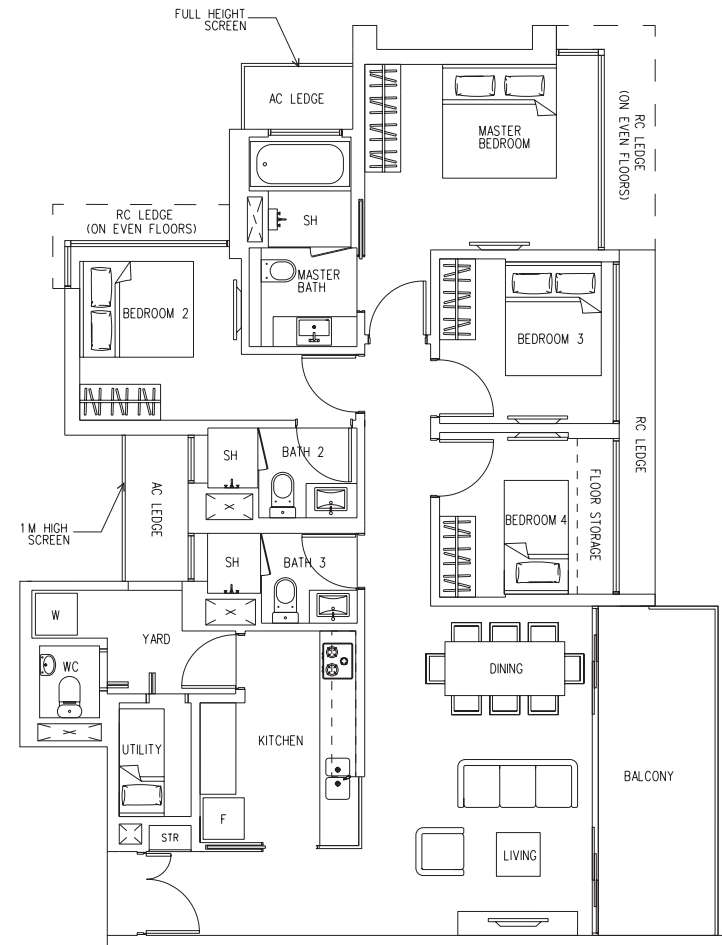 FULL HEIGHT
SCREEN
AC LEDGE
MASTER
BEDROOM
RC LEDGE
(ON EVEN FLOORS)
SH
RC LEDGE
(ON EVEN FLOORS)
MASTER
BATH
BEDROOM 2
BEDROOM 3
SH
BATH 2
RC LEDGE
AC LEDGE
FLOOR STORAGE
BEDROOM 4
1M HIGH
SCREEN
SH
BATH 3
W
YARD
WC
DINING
UTILITY
KITCHEN
BALCONY
F
STR
LIVING